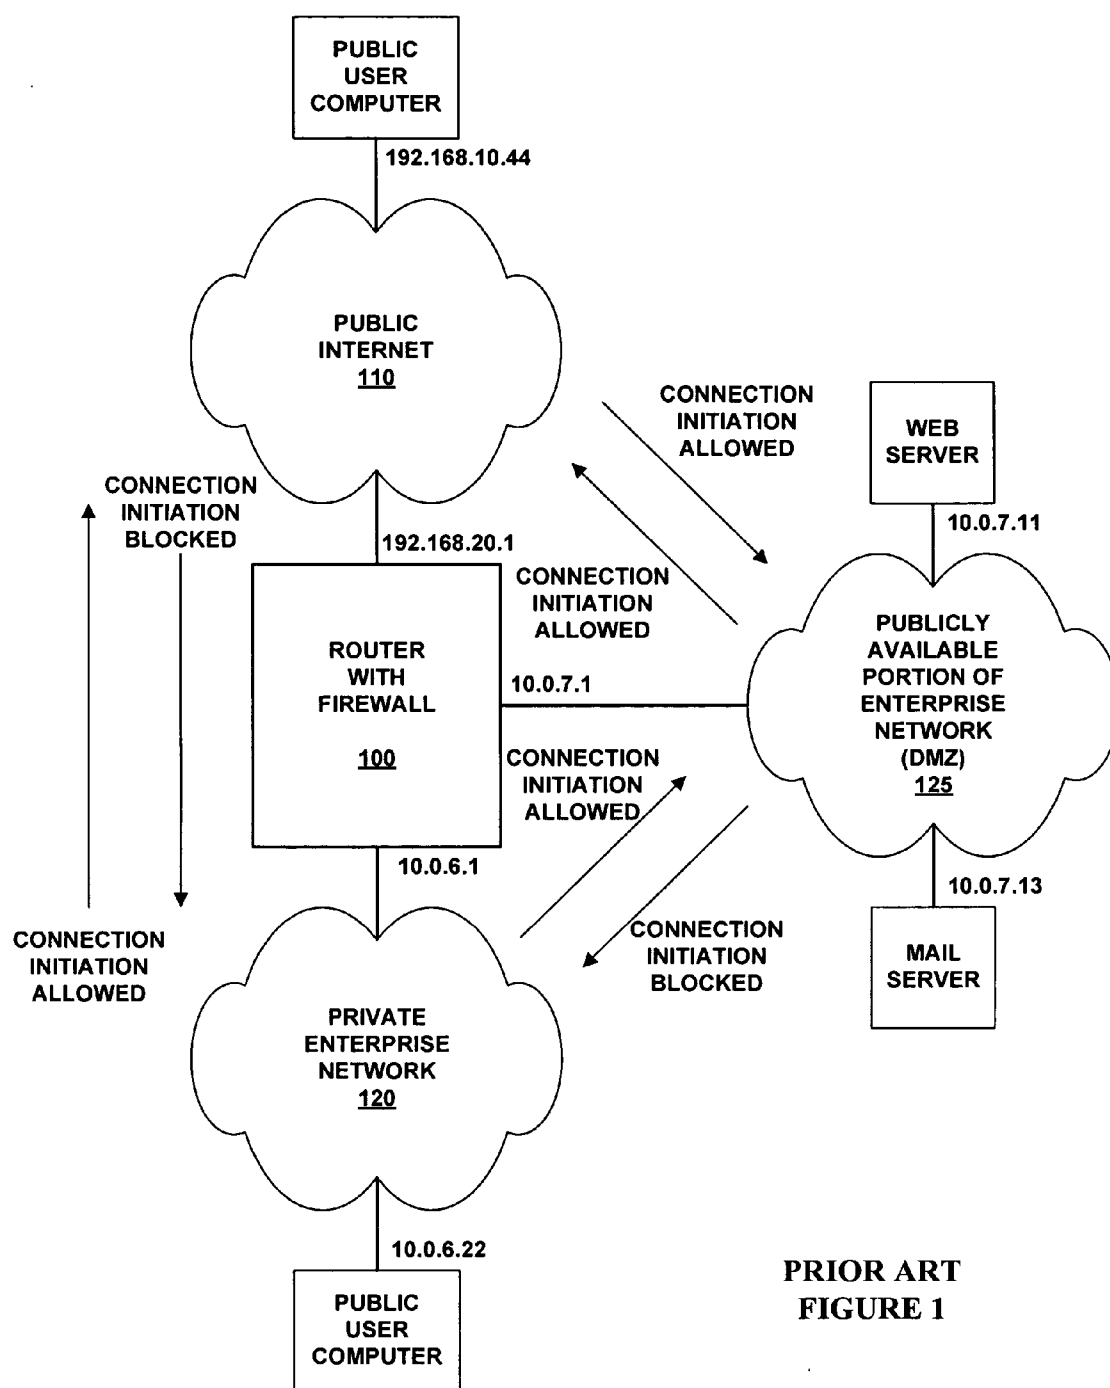 PUBLIC
USER
COMPUTER
192.168.10.44
PUBLIC
INTERNET
110
CONNECTION
INITIATION
ALLOWED
WEB
SERVER
10.0.7.11
CONNECTION
INITIATION
BLOCKED
192.168.20.1
CONNECTION
INITIATION
ALLOWED
ROUTER
WITH
FIREWALL
100
10.0.7.1
PUBLICLY
AVAILABLE
PORTION OF
ENTERPRISE
NETWORK
(DMZ)
125
CONNECTION
INITIATION
ALLOWED
10.0.6.1
10.0.7.13
CONNECTION
INITIATION
ALLOWED
CONNECTION
INITIATION
BLOCKED
MAIL
SERVER
PRIVATE
ENTERPRISE
NETWORK
120
10.0.6.22
PUBLIC
USER
COMPUTER
PRIOR ART
FIGURE 1